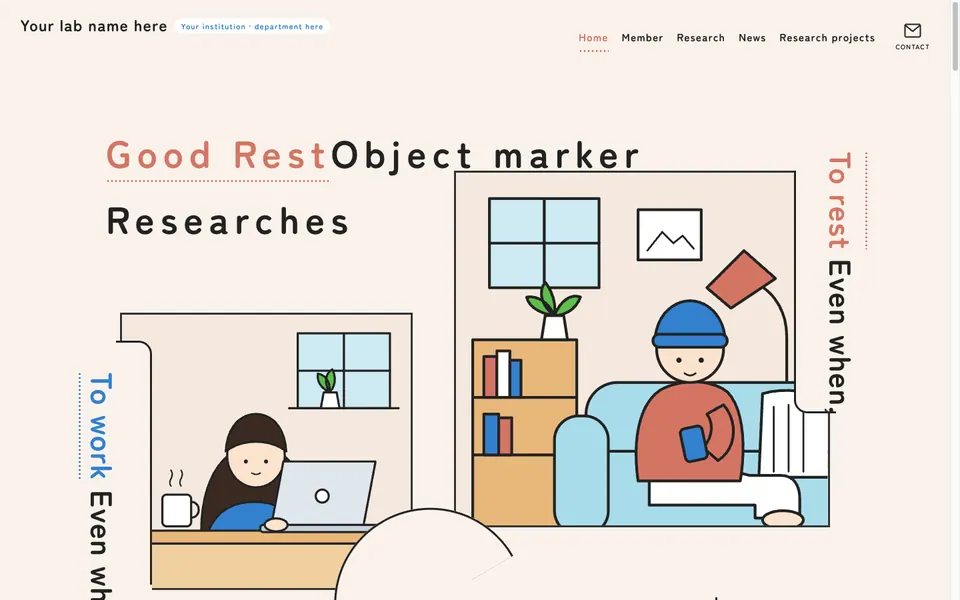 Your lab name here
Your institution · department here
Home
Member
Research
News
Research projects
CONTACT
Good RestObject marker
Researches
To rest Even when.
To work Even wh